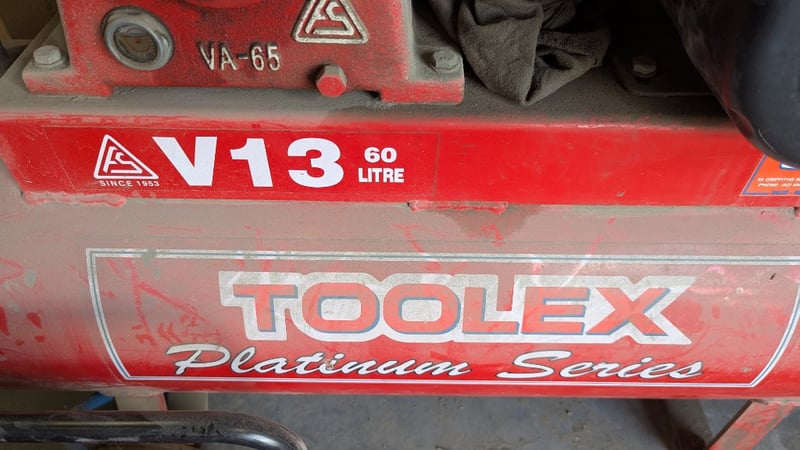 VA-65
V13 60 LITRE
SINCE 1953
TOOLEX
Platinum Series